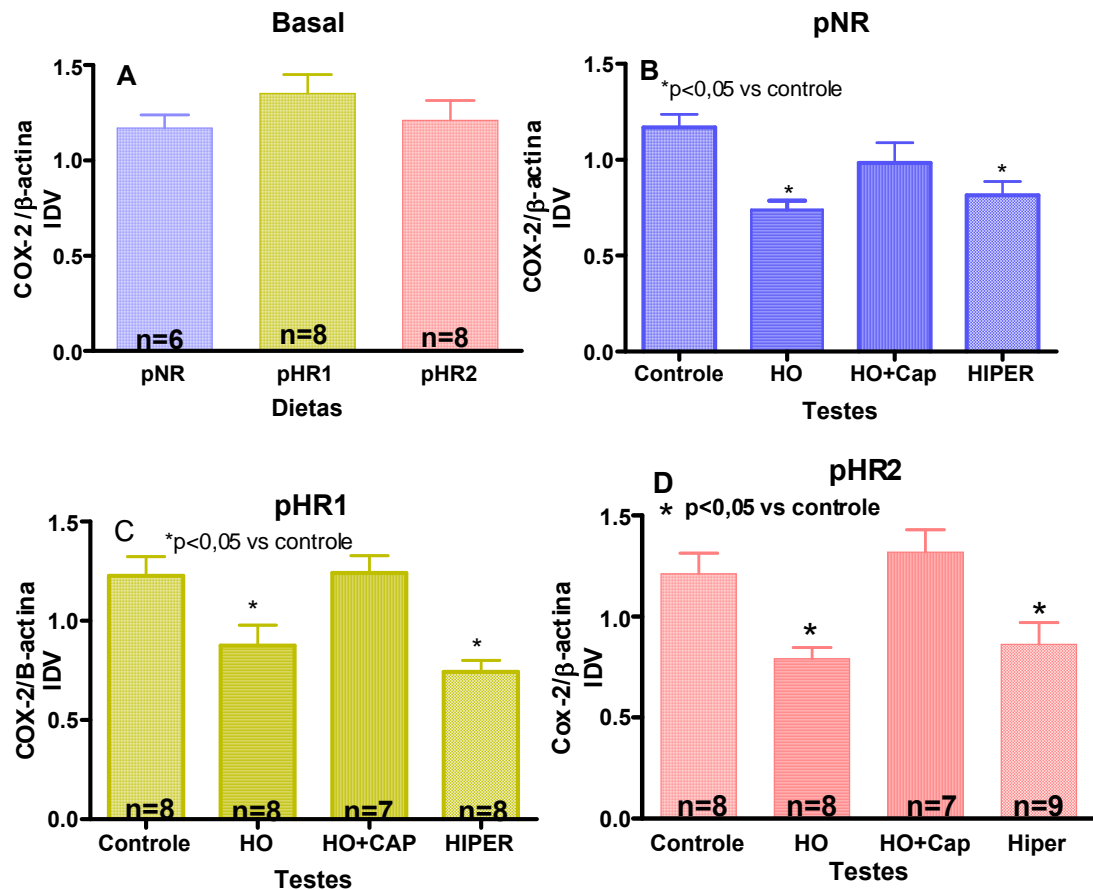 Basal
A
COX-2/β-actina
IDV
1.5
1.0
0.5
0.0
n=6
n=8
n=8
pNR
pHR1
pHR2
Dietas
pNR
B
*p<0,05 vs controle
COX-2/β-actina
IDV
1.5
1.0
0.5
0.0
*
*
Controle
HO
HO+Cap
HIPER
Testes
pHR1
C
*p<0,05 vs controle
COX-2/B-actina
IDV
1.5
1.0
0.5
0.0
*
*
n=8
n=8
n=7
n=8
Controle
HO
HO+CAP
HIPER
Testes
pHR2
D
* p<0,05 vs controle
Cox-2/β-actina
IDV
1.5
1.0
0.5
0.0
*
*
n=8
n=8
n=7
n=9
Controle
HO
HO+Cap
Hiper
Testes